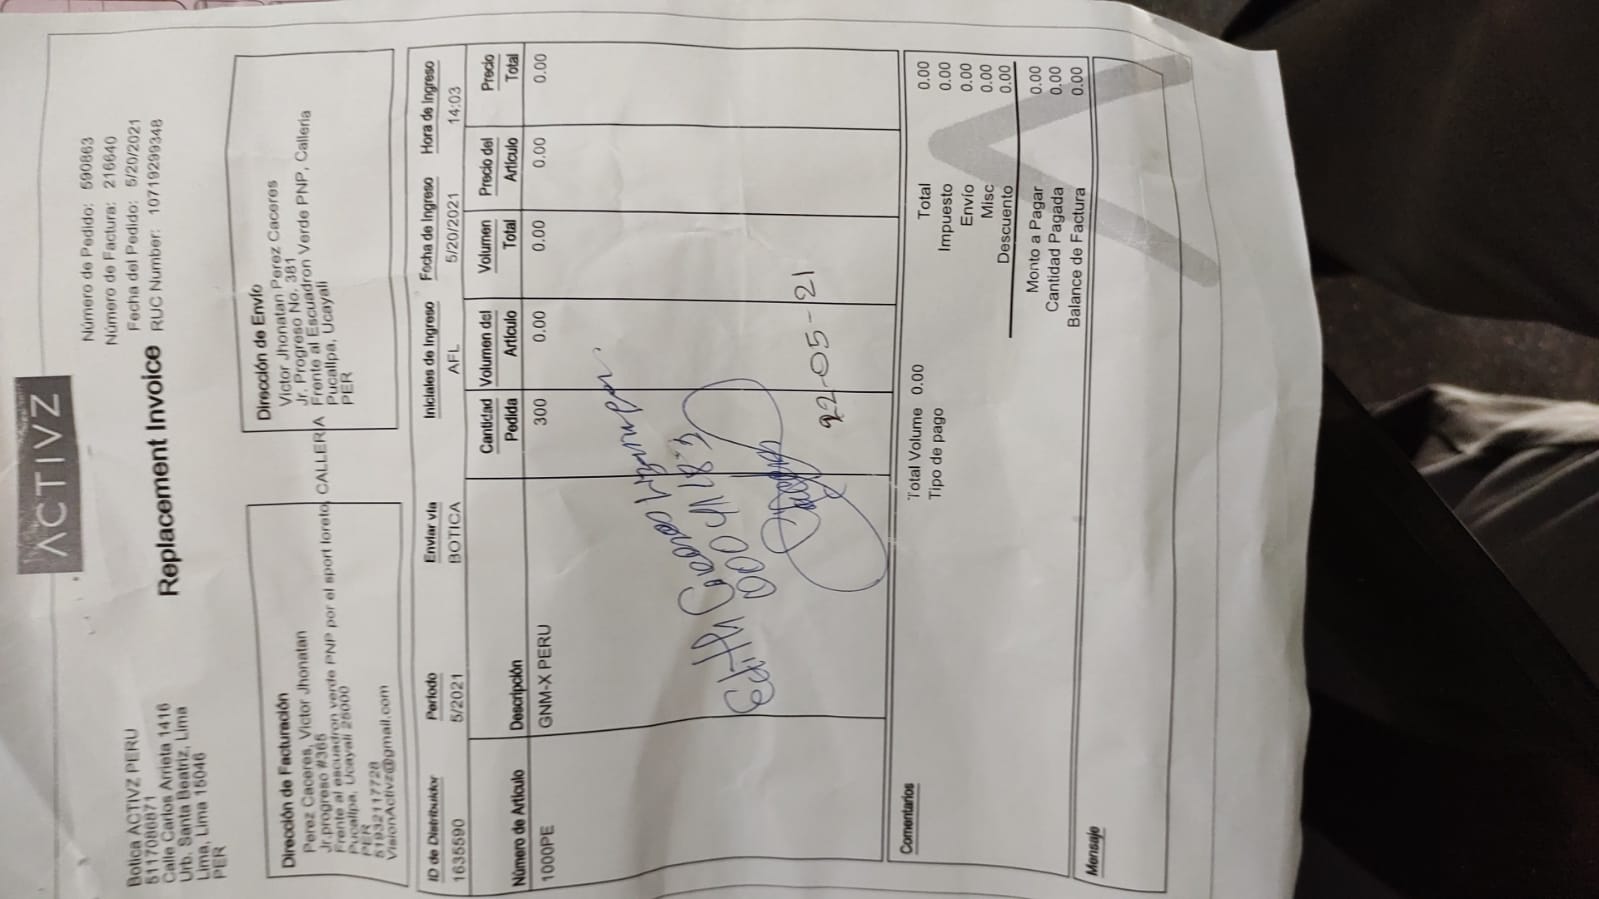 ACTIVZ
Botica ACTIVZ PERU
5117086871
Calle Carlos Arrieta 1416
Urb. Santa Beatriz, Lima
Lima, Lima 15046
PER
Replacement Invoice
Número de Pedido: 590863
Número de Factura: 216640
Fecha del Pedido: 5/20/2021
RUC Number: 10719299348
Dirección de Facturación
Perez Caceres, Victor Jhonatan
Jr.progreso #365
Frente al escuadron verde PNP por el sport loreto, CALLERIA
Pucallpa, Ucayali 25000
PER
51932117728
VisionActivz@gmail.com
Dirección de Envío
Victor Jhonatan Perez Caceres
Jr. Progreso No. 381
Frente al Escuadron Verde PNP, Calleria
Pucallpa, Ucayali
PER
ID de Distribuidor Período Enviar vía Iniciales de Ingreso Fecha de Ingreso Hora de Ingreso
1635590 5/2021 BOTICA AFL 5/20/2021 14:03
Número de Artículo Descripción Cantidad Pedida Volumen del Artículo Volumen Total Precio del Artículo Precio Total
1000PE GNM-X PERU 300 0.00 0.00 0.00 0.00
Edith Caceres
22-05-21
Comentarios
Total Volume 0.00
Tipo de pago
Total 0.00
Impuesto 0.00
Envío 0.00
Misc 0.00
Descuento 0.00
Monto a Pagar 0.00
Cantidad Pagada 0.00
Balance de Factura 0.00
Mensaje